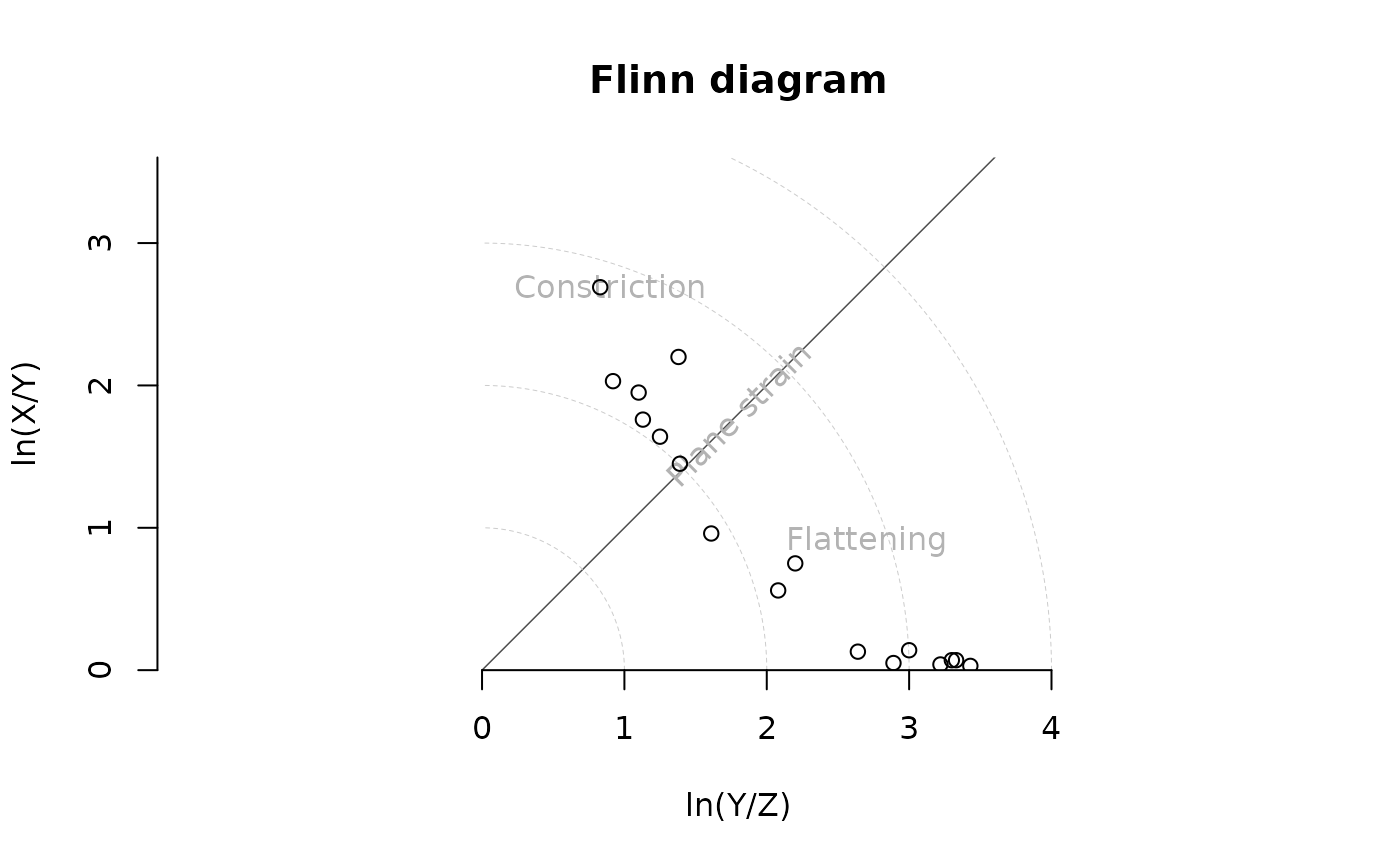 Flinn diagram
3
2
1
0
ln(X/Y)
Constriction
Plane strain
Flattening
0 1 2 3 4
ln(Y/Z)